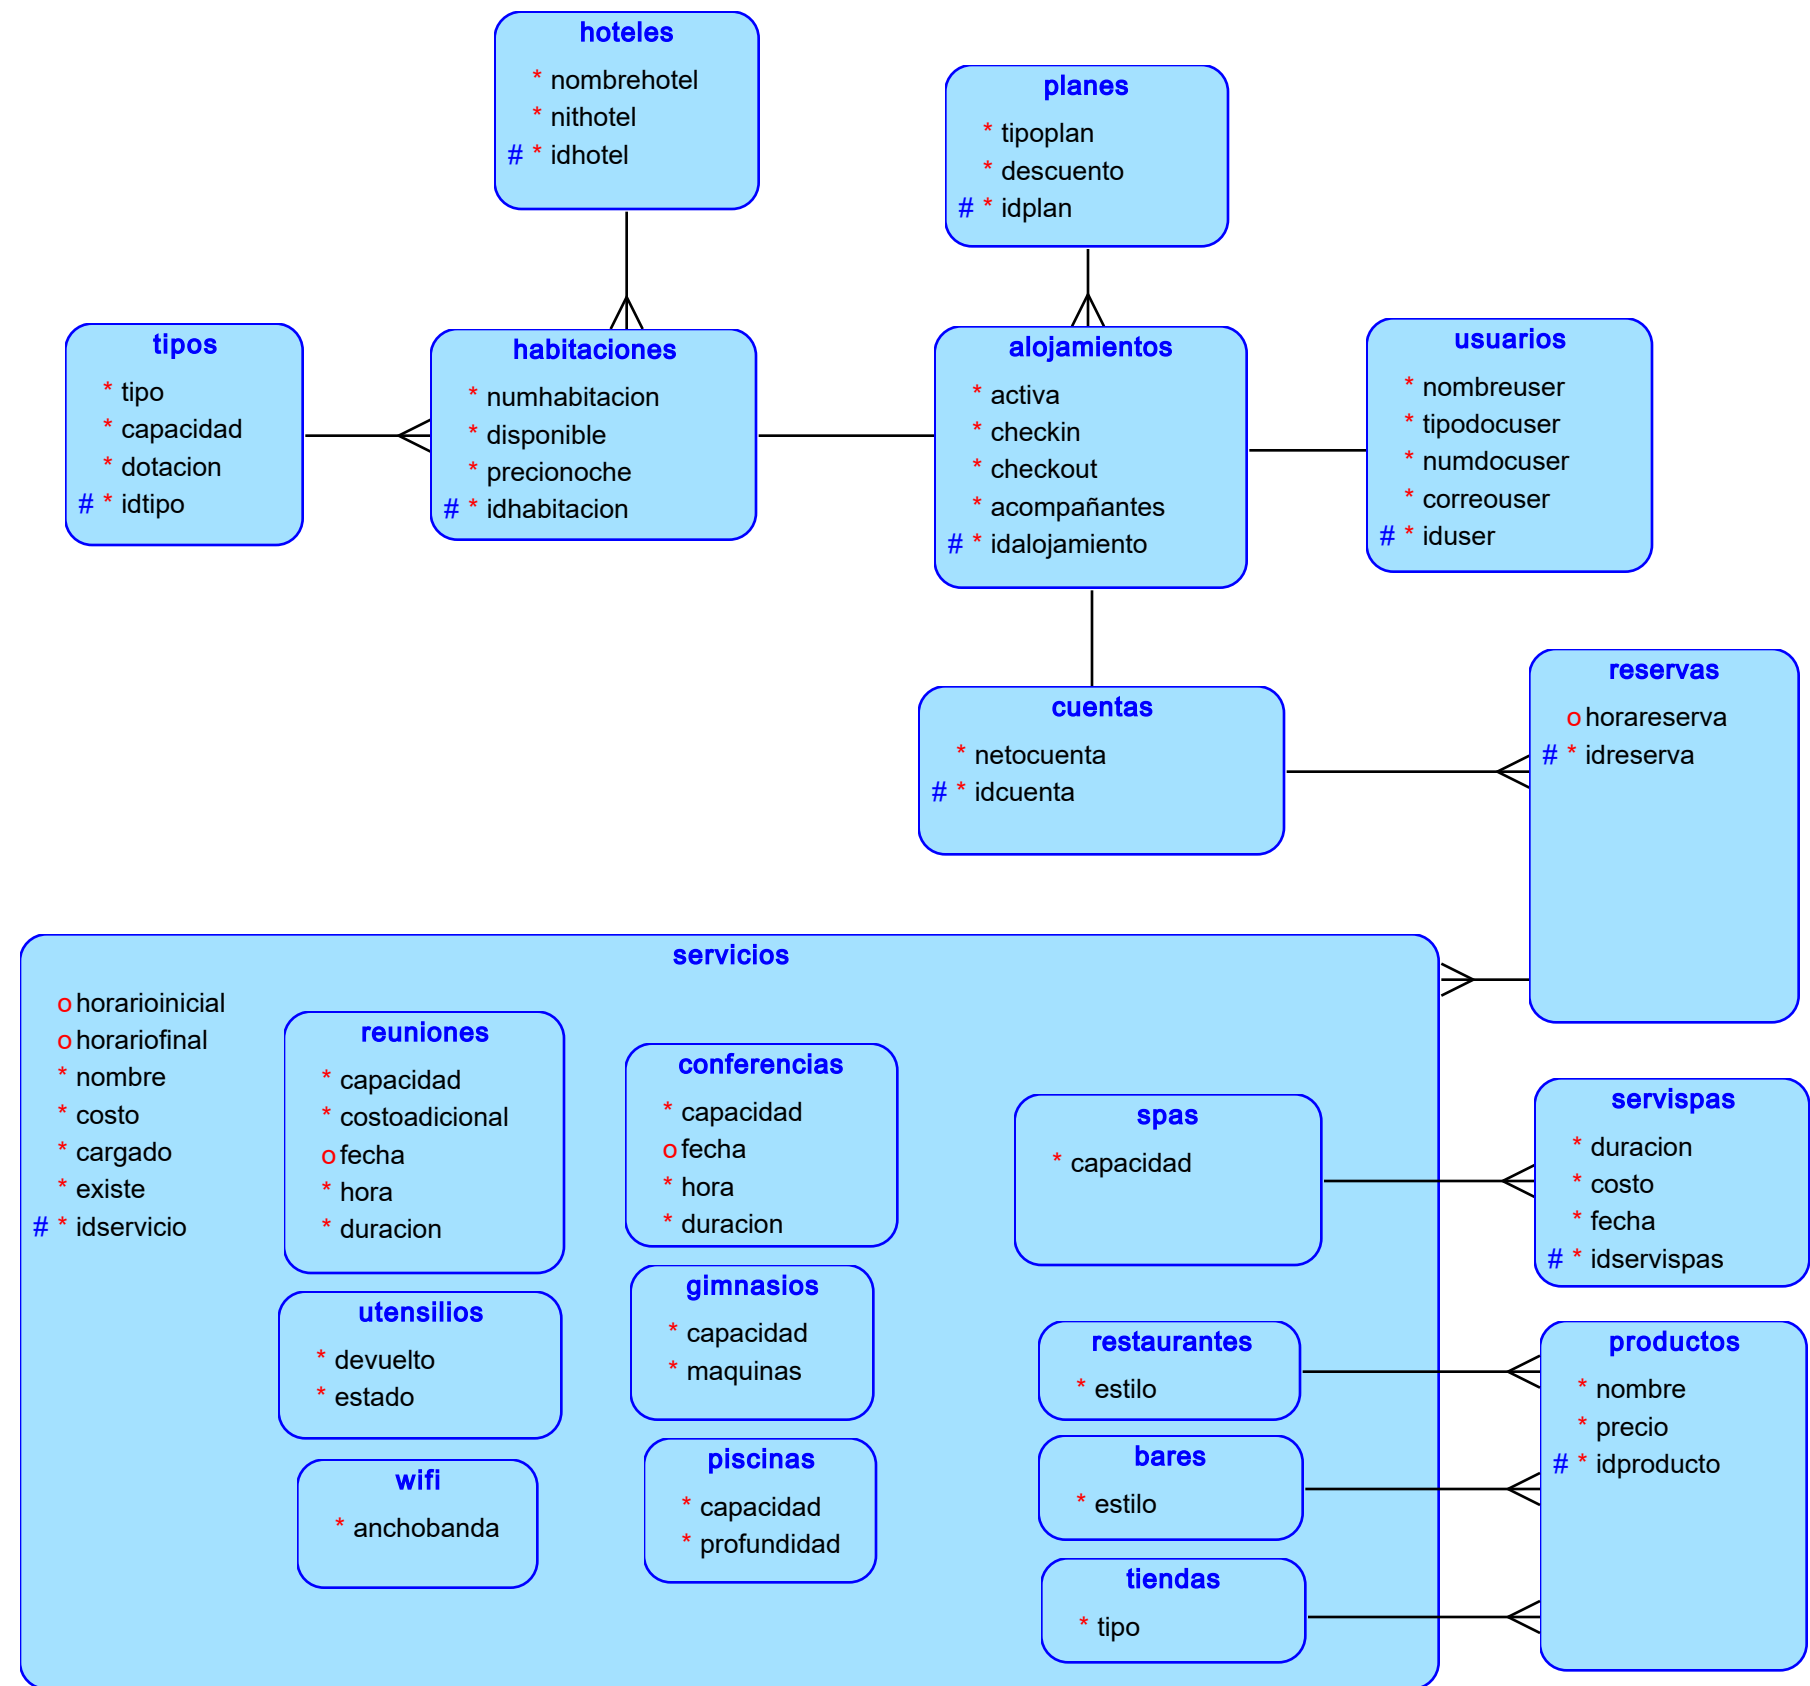 hoteles
* nombrehotel
* nithotel
# * idhotel
planes
* tipoplan
* descuento
# * idplan
tipos
* tipo
* capacidad
* dotacion
# * idtipo
habitaciones
* numhabitacion
* disponible
* precionoche
# * idhabitacion
alojamientos
* activa
* checkin
* checkout
* acompañantes
# * idalojamiento
usuarios
* nombreuser
* tipodocuser
* numdocuser
* correouser
# * iduser
cuentas
* netocuenta
# * idcuenta
reservas
o horareserva
# * idreserva
servicios
o horarioinicial
o horariofinal
* nombre
* costo
* cargado
* existe
# * idservicio
reuniones
* capacidad
* costoadicional
o fecha
* hora
* duracion
conferencias
* capacidad
o fecha
* hora
* duracion
spas
* capacidad
servispas
* duracion
* costo
* fecha
# * idservispas
utensilios
* devuelto
* estado
gimnasios
* capacidad
* maquinas
restaurantes
* estilo
productos
* nombre
* precio
# * idproducto
wifi
* anchobanda
piscinas
* capacidad
* profundidad
bares
* estilo
tiendas
* tipo